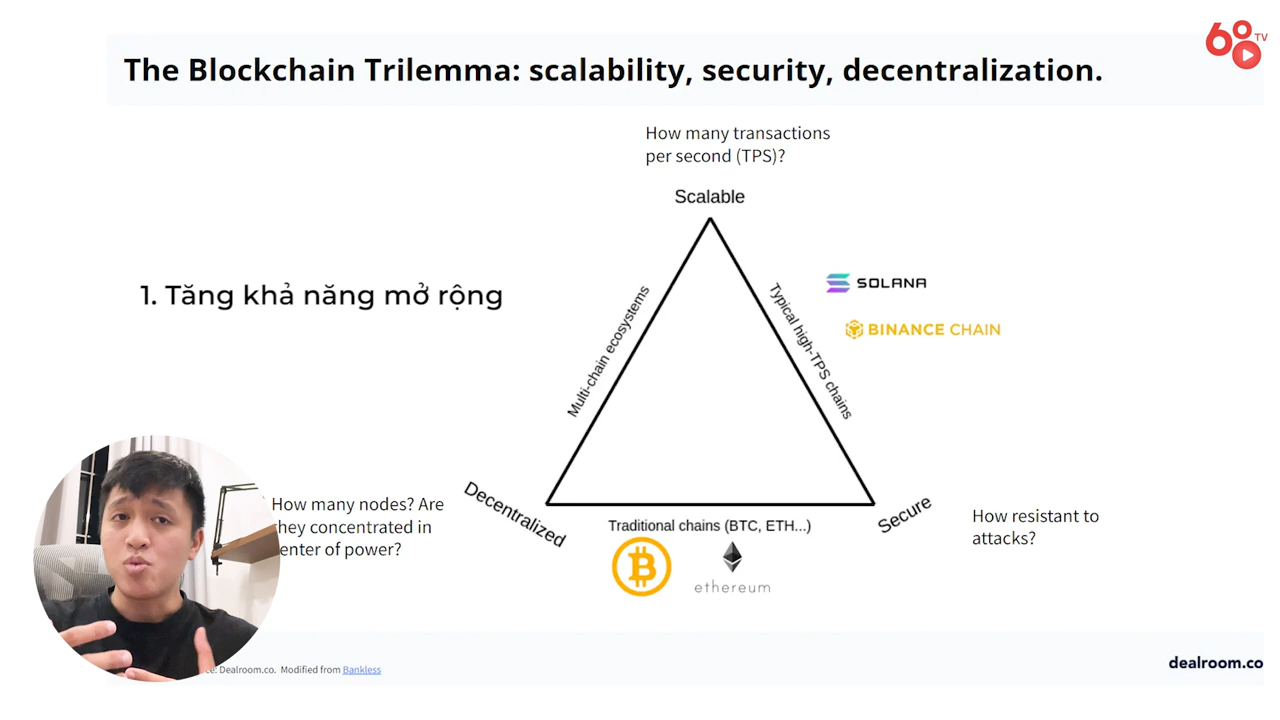 68 TV
The Blockchain Trilemma: scalability, security, decentralization.
How many transactions
per second (TPS)?
Scalable
1. Tăng khả năng mở rộng
Multi-chain ecosystems
Typical high-TPS chains
SOLANA
BINANCE CHAIN
Decentralized
Secure
How many nodes? Are
hey concentrated in
enter of power?
Traditional chains (BTC, ETH...)
ethereum
How resistant to
attacks?
Dealroom.co. Modified from Bankless
dealroom.co